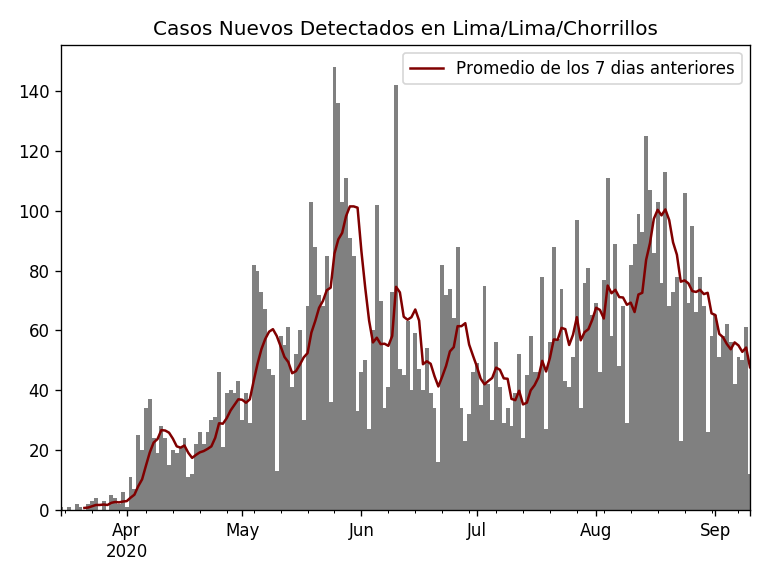 Casos Nuevos Detectados en Lima/Lima/Chorrillos
Promedio de los 7 dias anteriores
140
120
100
80
60
40
20
0
Apr
2020
May
Jun
Jul
Aug
Sep